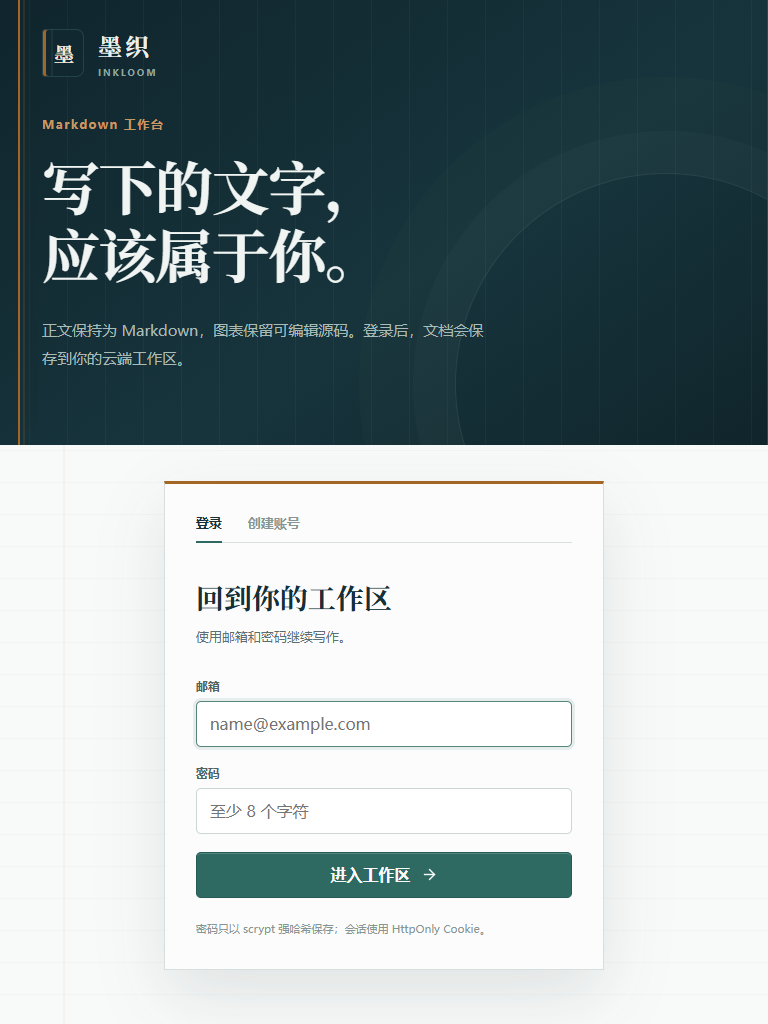 墨
墨织
INKLOOM
Markdown 工作台
写下的文字，
应该属于你。
正文保持为 Markdown，图表保留可编辑源码。登录后，文档会保
存到你的云端工作区。
登录 创建账号
回到你的工作区
使用邮箱和密码继续写作。
邮箱
name@example.com
密码
至少 8 个字符
进入工作区 →
密码只以 scrypt 强哈希保存；会话使用 HttpOnly Cookie。